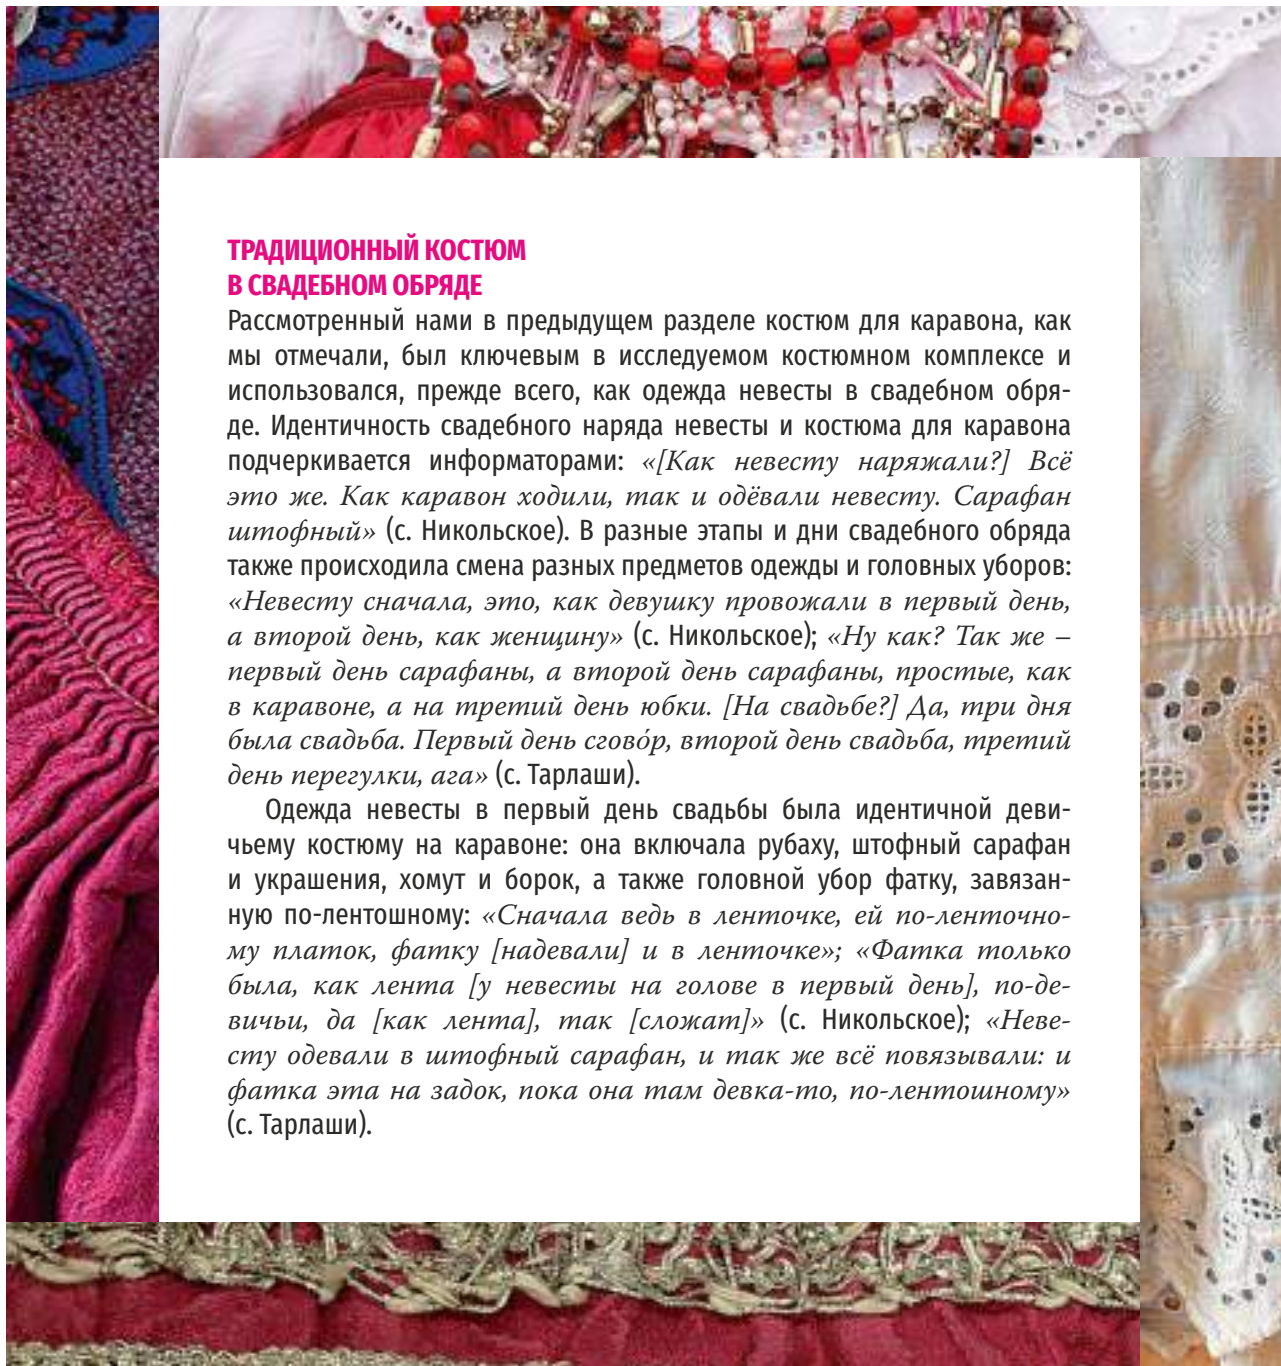 ТРАДИЦИОННЫЙ КОСТЮМ
В СВАДЕБНОМ ОБРЯДЕ
Рассмотренный нами в предыдущем разделе костюм для каравона, как
мы отмечали, был ключевым в исследуемом костюмном комплексе и
использовался, прежде всего, как одежда невесты в свадебном обря-
де. Идентичность свадебного наряда невесты и костюма для каравона
подчеркивается информаторами: «[Как невесту наряжали?] Всё
это же. Как каравон ходили, так и одёвали невесту. Сарафан
штофный» (с. Никольское). В разные этапы и дни свадебного обряда
также происходила смена разных предметов одежды и головных уборов:
«Невесту сначала, это, как девушку провожали в первый день,
а второй день, как женщину» (с. Никольское); «Ну как? Так же –
первый день сарафаны, а второй день сарафаны, простые, как
в каравоне, а на третий день юбки. [На свадьбе?] Да, три дня
была свадьба. Первый день сгово́р, второй день свадьба, третий
день перегулки, ага» (с. Тарлаши).
Одежда невесты в первый день свадьбы была идентичной деви-
чьему костюму на каравоне: она включала рубаху, штофный сарафан
и украшения, хомут и борок, а также головной убор фатку, завязан-
ную по-лентошному: «Сначала ведь в ленточке, ей по-ленточно-
му платок, фатку [надевали] и в ленточке»; «Фатка только
была, как лента [у невесты на голове в первый день], по-де-
вичьи, да [как лента], так [сложат]» (с. Никольское); «Неве-
сту одевали в штофный сарафан, и так же всё повязывали: и
фатка эта на задок, пока она там девка-то, по-лентошному»
(с. Тарлаши).